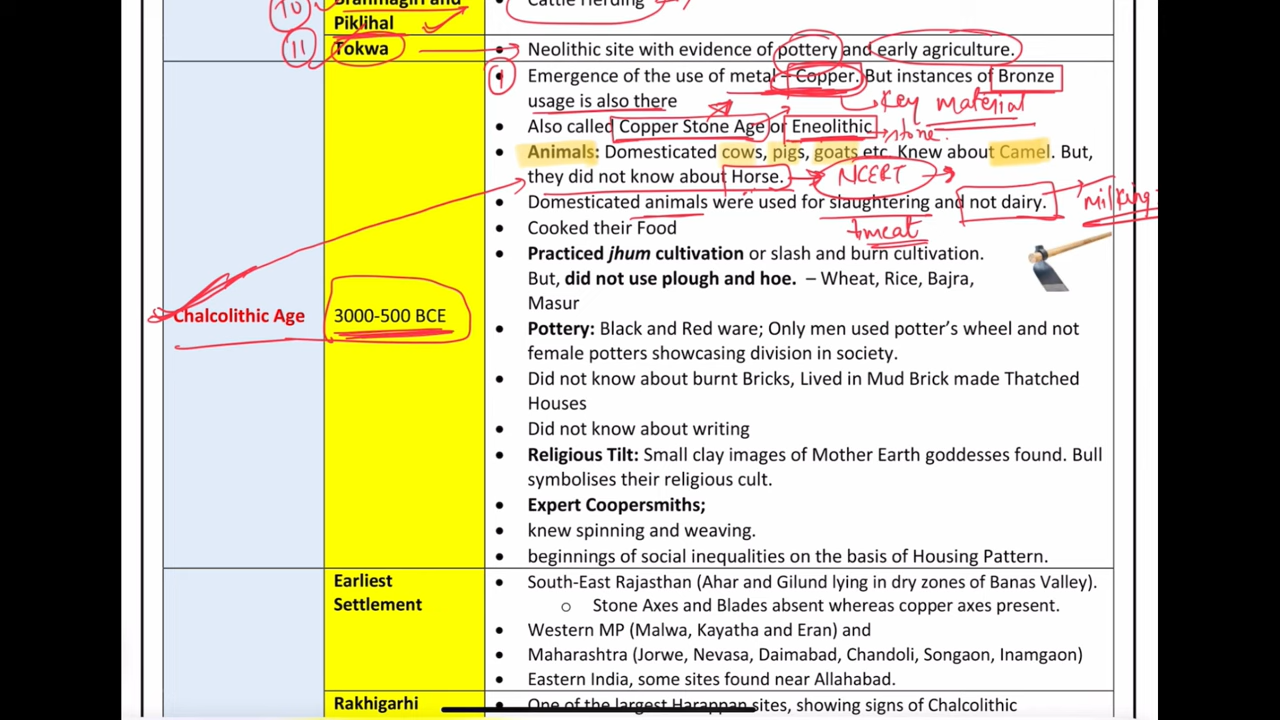 10 Brahmagiri and • Cattle Herding
Piklihal
11 Tokwa • Neolithic site with evidence of pottery and early agriculture.
1 • Emergence of the use of metal – Copper. But instances of Bronze
usage is also there Key material
• Also called Copper Stone Age or Eneolithic stone.
• Animals: Domesticated cows, pigs, goats etc. Knew about Camel. But,
they did not know about Horse. NCERT
• Domesticated animals were used for slaughtering and not dairy. Milking
• Cooked their Food meat
• Practiced jhum cultivation or slash and burn cultivation.
But, did not use plough and hoe. – Wheat, Rice, Bajra,
Masur
Chalcolithic Age 3000-500 BCE
• Pottery: Black and Red ware; Only men used potter’s wheel and not
female potters showcasing division in society.
• Did not know about burnt Bricks, Lived in Mud Brick made Thatched
Houses
• Did not know about writing
• Religious Tilt: Small clay images of Mother Earth goddesses found. Bull
symbolises their religious cult.
• Expert Coopersmiths;
• knew spinning and weaving.
• beginnings of social inequalities on the basis of Housing Pattern.
Earliest • South-East Rajasthan (Ahar and Gilund lying in dry zones of Banas Valley).
Settlement o Stone Axes and Blades absent whereas copper axes present.
• Western MP (Malwa, Kayatha and Eran) and
• Maharashtra (Jorwe, Nevasa, Daimabad, Chandoli, Songaon, Inamgaon)
• Eastern India, some sites found near Allahabad.
Rakhigarhi • One of the largest Harappan sites, showing signs of Chalcolithic